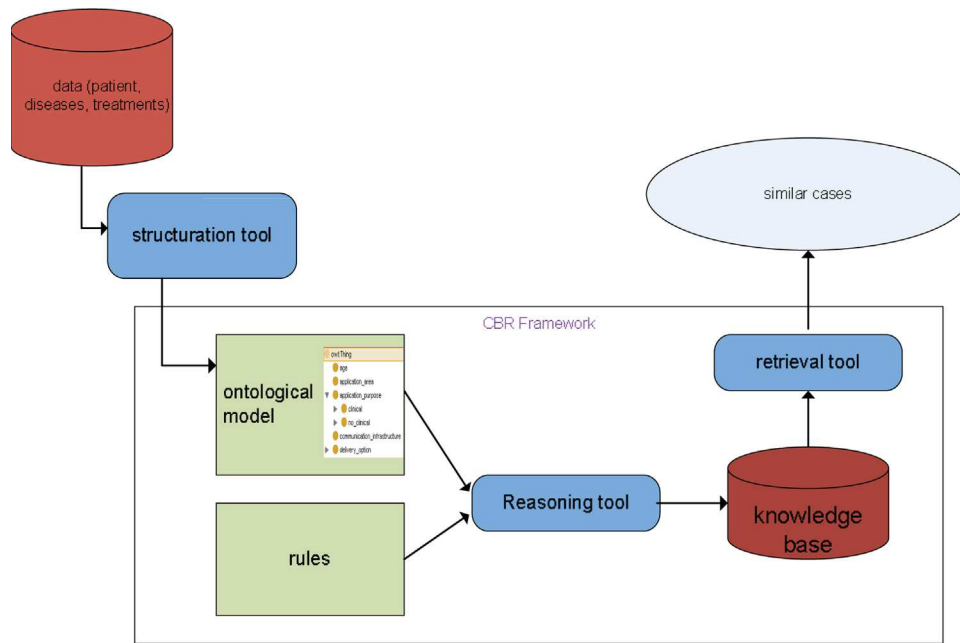 data (patient,
diseases, treatments)
structuration tool
similar cases
CBR Framework
ontological
model
owl:Thing
age
application_area
application_purpose
clinical
no_clinical
communication_infrastructure
delivery_option
retrieval tool
Reasoning tool
knowledge
base
rules